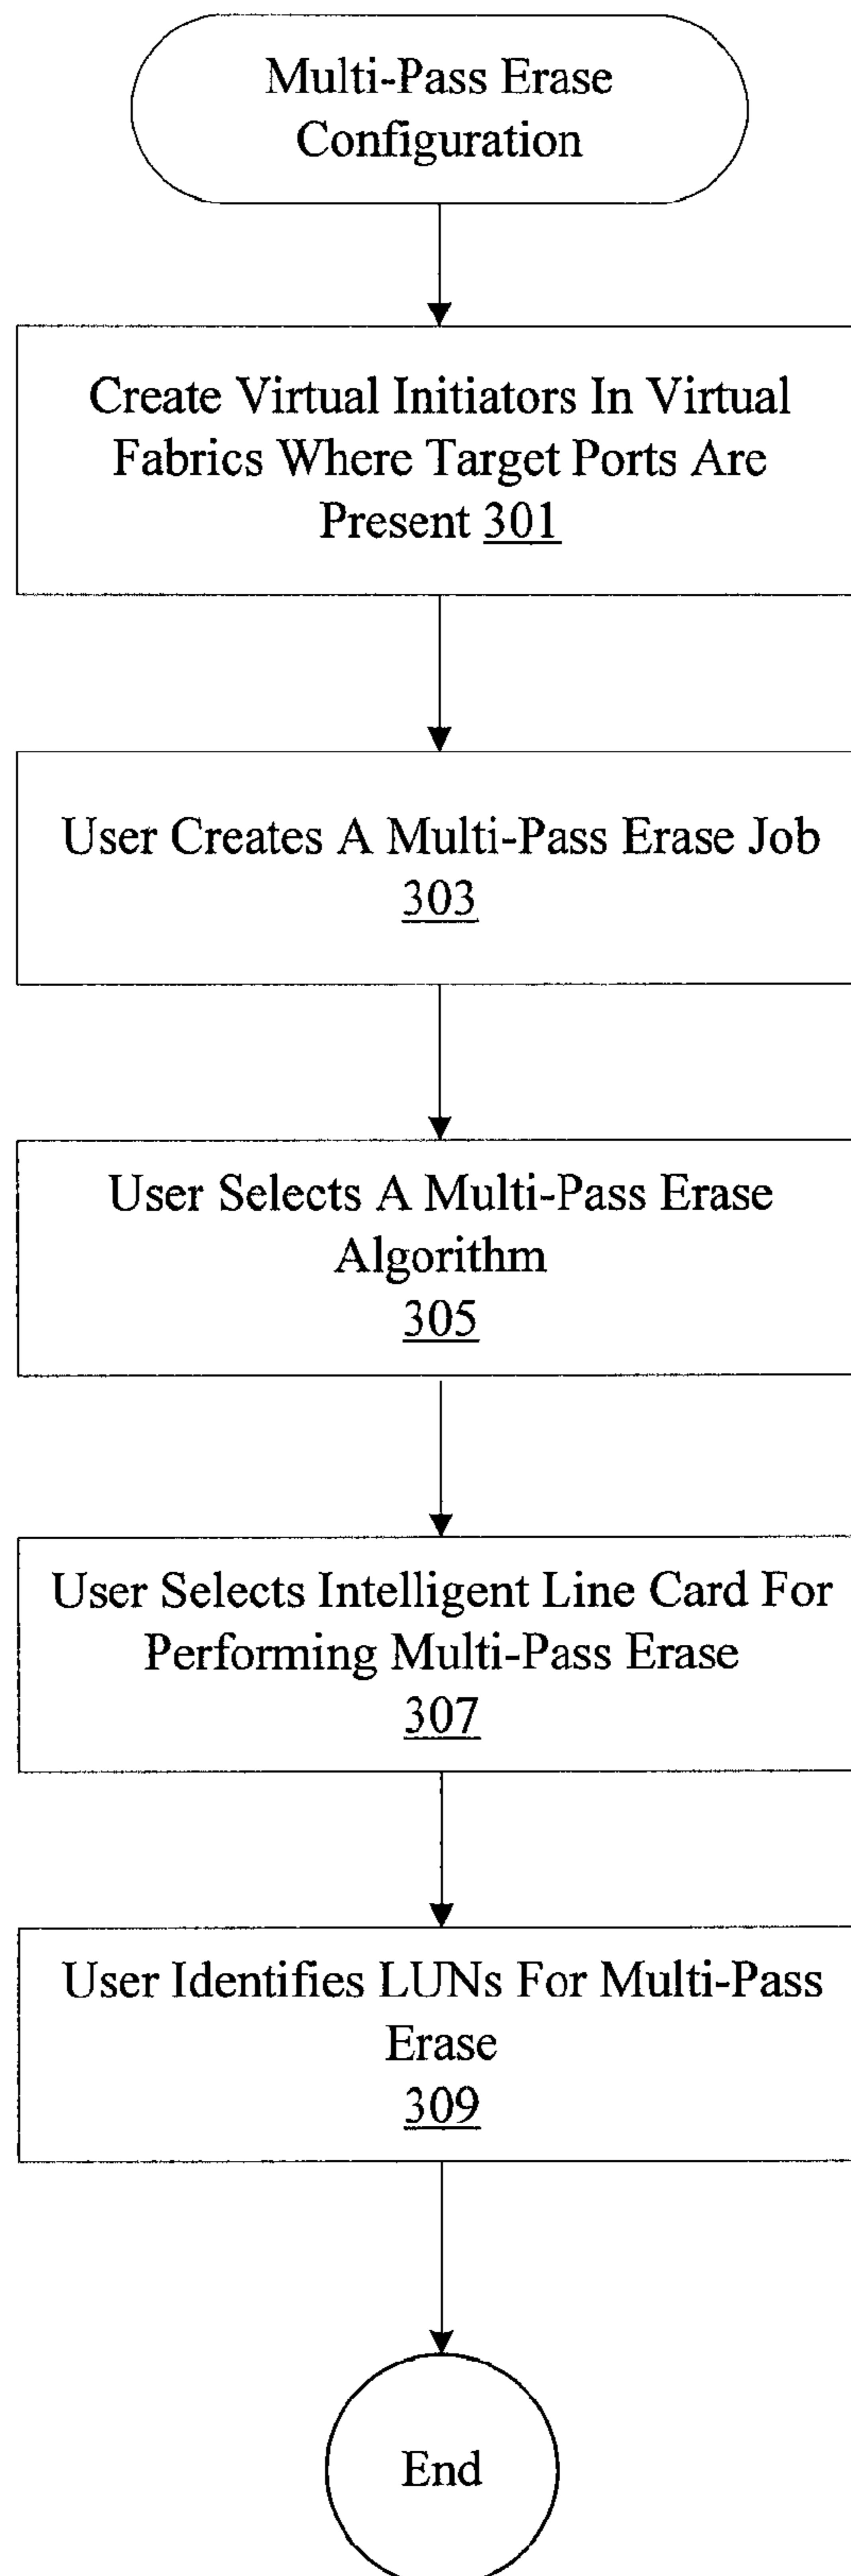 Multi-Pass Erase
Configuration
Create Virtual Initiators In Virtual
Fabrics Where Target Ports Are
Present 301
User Creates A Multi-Pass Erase Job
303
User Selects A Multi-Pass Erase
Algorithm
305
User Selects Intelligent Line Card For
Performing Multi-Pass Erase
307
User Identifies LUNs For Multi-Pass
Erase
309
End